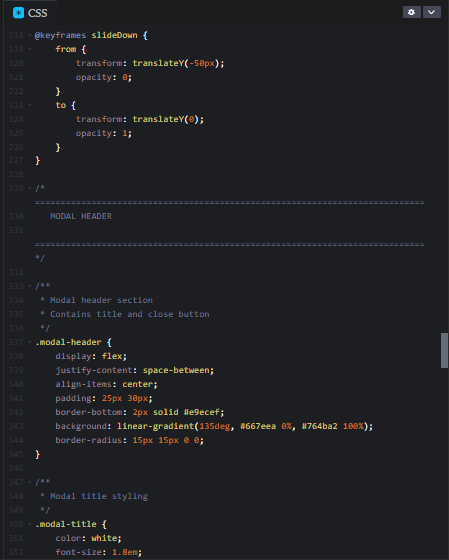 CSS
318 @keyframes slideDown {
319 from {
320 transform: translateY(-50px);
321 opacity: 0;
322 }
323 to {
324 transform: translateY(0);
325 opacity: 1;
326 }
327 }
328
329 /*
============================================================================
330 MODAL HEADER
331
============================================================================
*/
332
333 /**
334 * Modal header section
335 * Contains title and close button
336 */
337 .modal-header {
338 display: flex;
339 justify-content: space-between;
340 align-items: center;
341 padding: 25px 30px;
342 border-bottom: 2px solid #e9ecef;
343 background: linear-gradient(135deg, #667eea 0%, #764ba2 100%);
344 border-radius: 15px 15px 0 0;
345 }
346
347 /**
348 * Modal title styling
349 */
350 .modal-title {
351 color: white;
352 font-size: 1.8em;